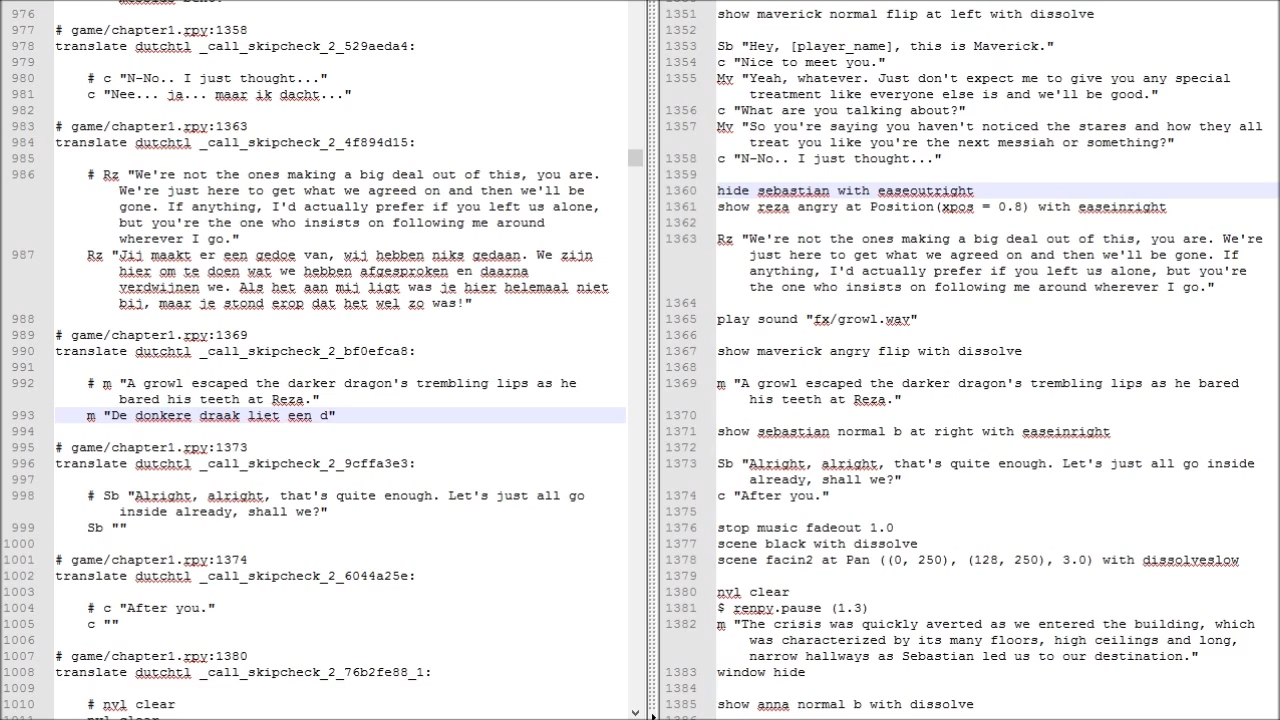 976
977 # game/chapter1.rpy:1358
978 translate dutchtl _call_skipcheck_2_529aeda4:
979
980 # c "N-No.. I just thought..."
981 c "Nee... ja... maar ik dacht..."
982
983 # game/chapter1.rpy:1363
984 translate dutchtl _call_skipcheck_2_4f894d15:
985
986 # Rz "We're not the ones making a big deal out of this, you are.
We're just here to get what we agreed on and then we'll be
gone. If anything, I'd actually prefer if you left us alone,
but you're the one who insists on following me around
wherever I go."
987 Rz "Jij maakt er een gedoe van, wij hebben niks gedaan. We zijn
hier om te doen wat we hebben afgesproken en daarna
verdwijnen we. Als het aan mij ligt was je hier helemaal niet
bij, maar je stond erop dat het wel zo was!"
988
989 # game/chapter1.rpy:1369
990 translate dutchtl _call_skipcheck_2_bf0efca8:
991
992 # m "A growl escaped the darker dragon's trembling lips as he
bared his teeth at Reza."
993 m "De donkere draak liet een d"
994
995 # game/chapter1.rpy:1373
996 translate dutchtl _call_skipcheck_2_9cffa3e3:
997
998 # Sb "Alright, alright, that's quite enough. Let's just all go
inside already, shall we?"
999 Sb ""
1000
1001 # game/chapter1.rpy:1374
1002 translate dutchtl _call_skipcheck_2_6044a25e:
1003
1004 # c "After you."
1005 c ""
1006
1007 # game/chapter1.rpy:1380
1008 translate dutchtl _call_skipcheck_2_76b2fe88_1:
1009
1010 # nvl clear
1351 show maverick normal flip at left with dissolve
1352
1353 Sb "Hey, [player_name], this is Maverick."
1354 c "Nice to meet you."
1355 Mv "Yeah, whatever. Just don't expect me to give you any special
treatment like everyone else is and we'll be good."
1356 c "What are you talking about?"
1357 Mv "So you're saying you haven't noticed the stares and how they all
treat you like you're the next messiah or something?"
1358 c "N-No.. I just thought..."
1359
1360 hide sebastian with easeoutright
1361 show reza angry at Position(xpos = 0.8) with easeinright
1362
1363 Rz "We're not the ones making a big deal out of this, you are. We're
just here to get what we agreed on and then we'll be gone. If
anything, I'd actually prefer if you left us alone, but you're
the one who insists on following me around wherever I go."
1364
1365 play sound "fx/growl.wav"
1366
1367 show maverick angry flip with dissolve
1368
1369 m "A growl escaped the darker dragon's trembling lips as he bared
his teeth at Reza."
1370
1371 show sebastian normal b at right with easeinright
1372
1373 Sb "Alright, alright, that's quite enough. Let's just all go inside
already, shall we?"
1374 c "After you."
1375
1376 stop music fadeout 1.0
1377 scene black with dissolve
1378 scene facin2 at Pan ((0, 250), (128, 250), 3.0) with dissolveslow
1379
1380 nvl clear
1381 $ renpy.pause (1.3)
1382 m "The crisis was quickly averted as we entered the building, which
was characterized by its many floors, high ceilings and long,
narrow hallways as Sebastian led us to our destination."
1383 window hide
1384
1385 show anna normal b with dissolve